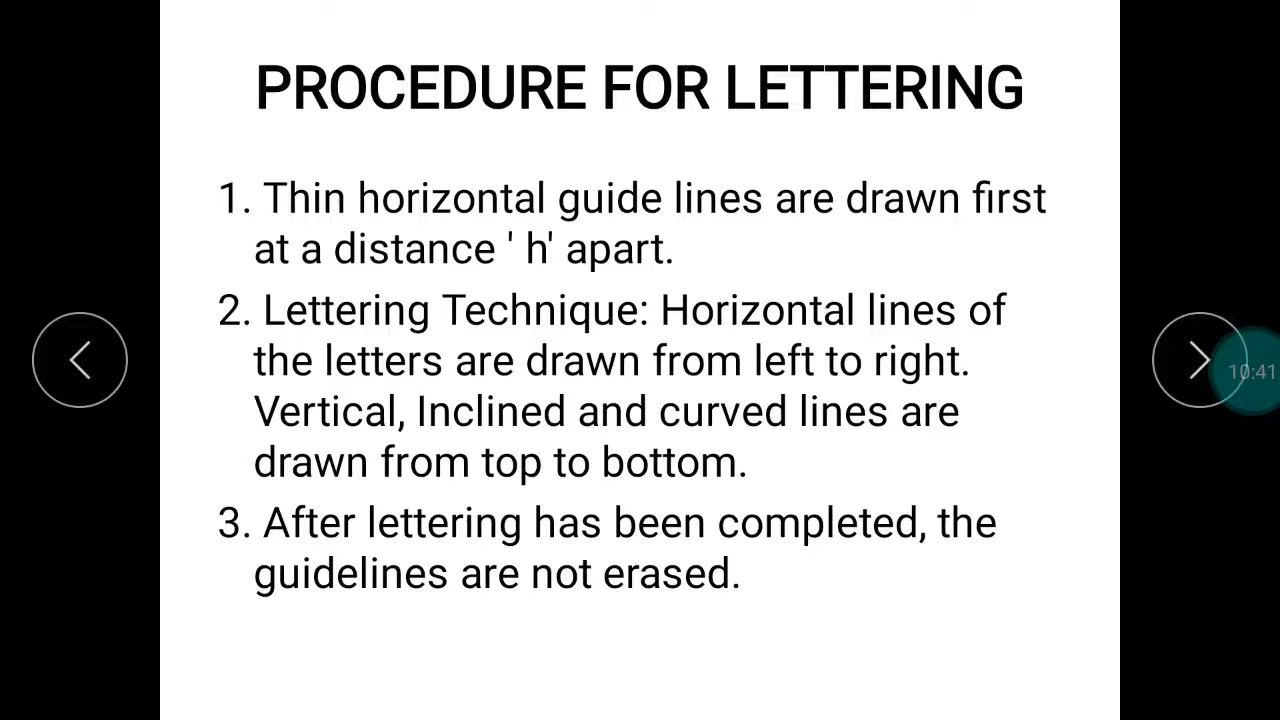 PROCEDURE FOR LETTERING
1. Thin horizontal guide lines are drawn first
at a distance ' h' apart.
2. Lettering Technique: Horizontal lines of
the letters are drawn from left to right.
Vertical, Inclined and curved lines are
drawn from top to bottom.
3. After lettering has been completed, the
guidelines are not erased.
10:41